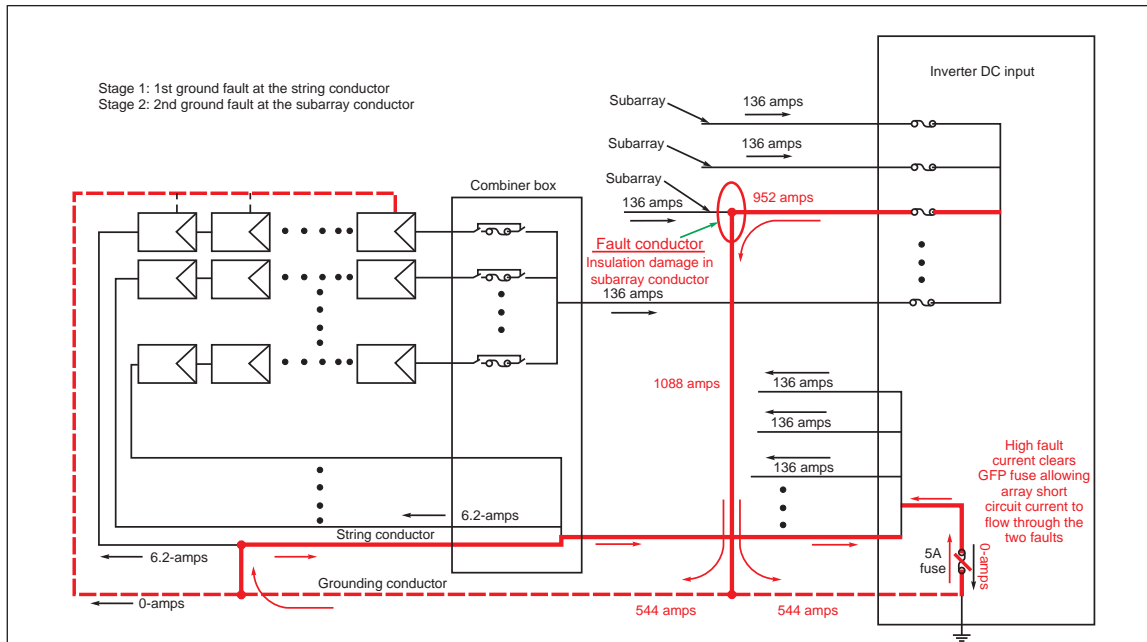 Stage 1: 1st ground fault at the string conductor
Stage 2: 2nd ground fault at the subarray conductor
Inverter DC input
Subarray
136 amps
Subarray
136 amps
Combiner box
Subarray
136 amps
952 amps
Fault conductor
Insulation damage in
subarray conductor
136 amps
1088 amps
136 amps
136 amps
136 amps
High fault
current clears
GFP fuse allowing
array short
circuit current to
flow through the
two faults
6.2-amps
String conductor
6.2-amps
5A
fuse
0-amps
Grounding conductor
0-amps
544 amps
544 amps